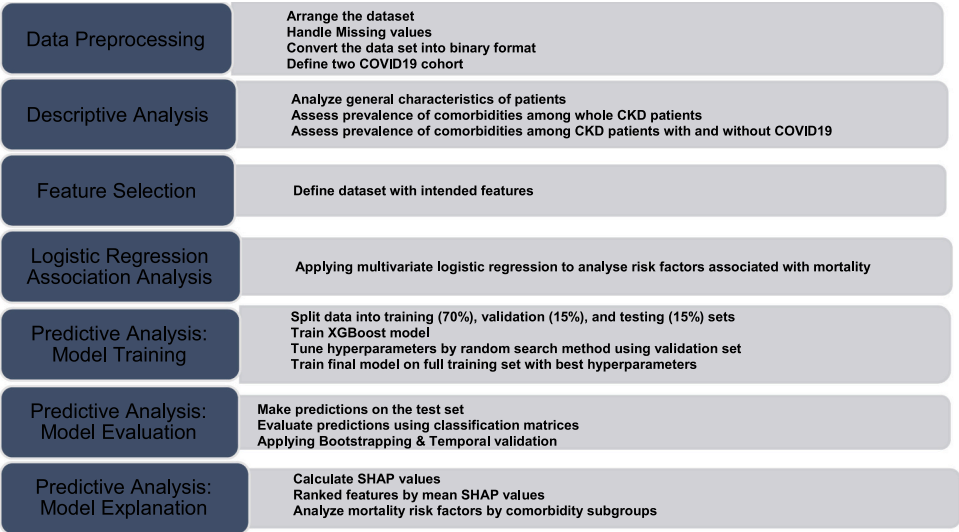 Data Preprocessing
Arrange the dataset
Handle Missing values
Convert the data set into binary format
Define two COVID19 cohort
Descriptive Analysis
Analyze general characteristics of patients
Assess prevalence of comorbidities among whole CKD patients
Assess prevalence of comorbidities among CKD patients with and without COVID19
Feature Selection
Define dataset with intended features
Logistic Regression
Association Analysis
Applying multivariate logistic regression to analyse risk factors associated with mortality
Predictive Analysis:
Model Training
Split data into training (70%), validation (15%), and testing (15%) sets
Train XGBoost model
Tune hyperparameters by random search method using validation set
Train final model on full training set with best hyperparameters
Predictive Analysis:
Model Evaluation
Make predictions on the test set
Evaluate predictions using classification matrices
Applying Bootstrapping & Temporal validation
Predictive Analysis:
Model Explanation
Calculate SHAP values
Ranked features by mean SHAP values
Analyze mortality risk factors by comorbidity subgroups